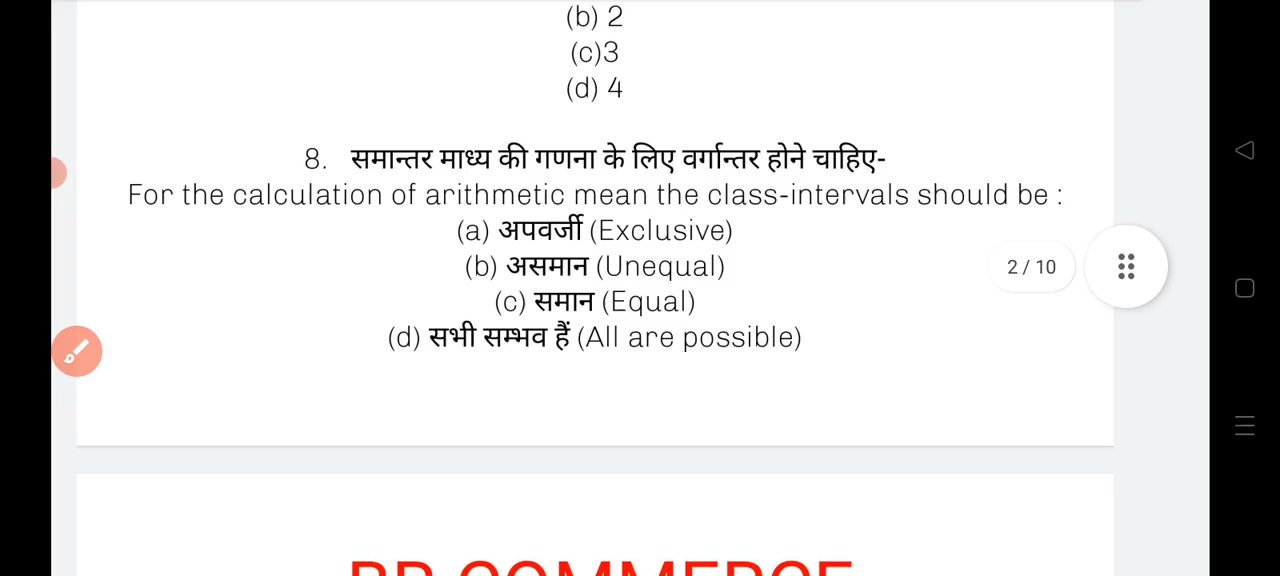 (b) 2
(c)3
(d) 4
8. समान्तर माध्य की गणना के लिए वर्गान्तर होने चाहिए-
For the calculation of arithmetic mean the class-intervals should be :
(a) अपवर्जी (Exclusive)
(b) असमान (Unequal)
2 / 10
(c) समान (Equal)
(d) सभी सम्भव हैं (All are possible)